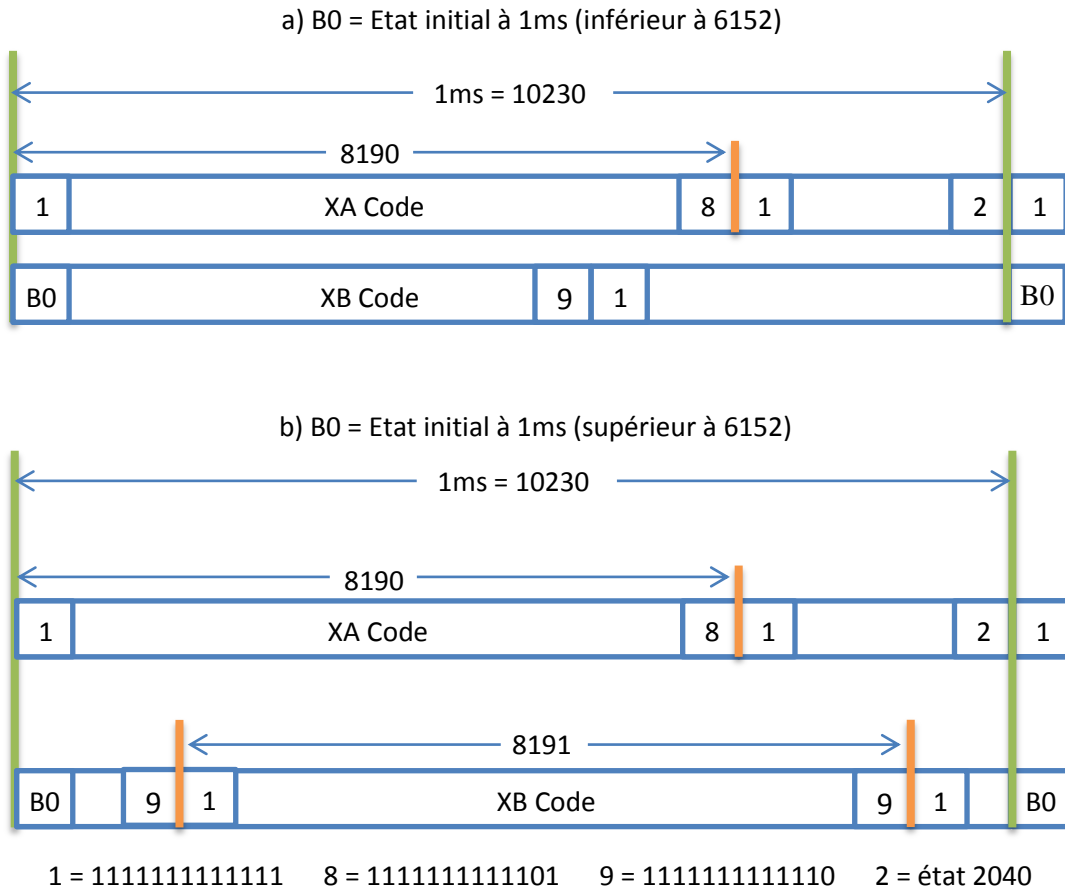 a) B0 = Etat initial à 1ms (inférieur à 6152)
1ms = 10230
8190
1 XA Code 8 1 2 1
B0 XB Code 9 1 B0
b) B0 = Etat initial à 1ms (supérieur à 6152)
1ms = 10230
8190
1 XA Code 8 1 2 1
8191
B0 9 1 XB Code 9 1 B0
1 = 1111111111111 8 = 1111111111101 9 = 1111111111110 2 = état 2040